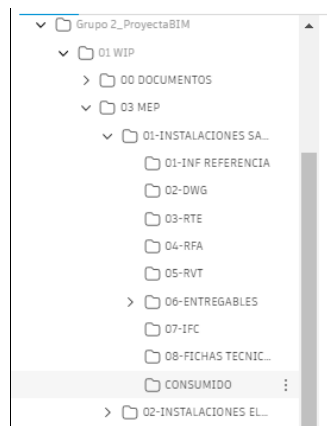 Grupo 2_ProyectaBIM
01 WIP
00 DOCUMENTOS
03 MEP
01-INSTALACIONES SA...
01-INF REFERENCIA
02-DWG
03-RTE
04-RFA
05-RVT
06-ENTREGABLES
07-IFC
08-FICHAS TECNIC...
CONSUMIDO
02-INSTALACIONES EL...